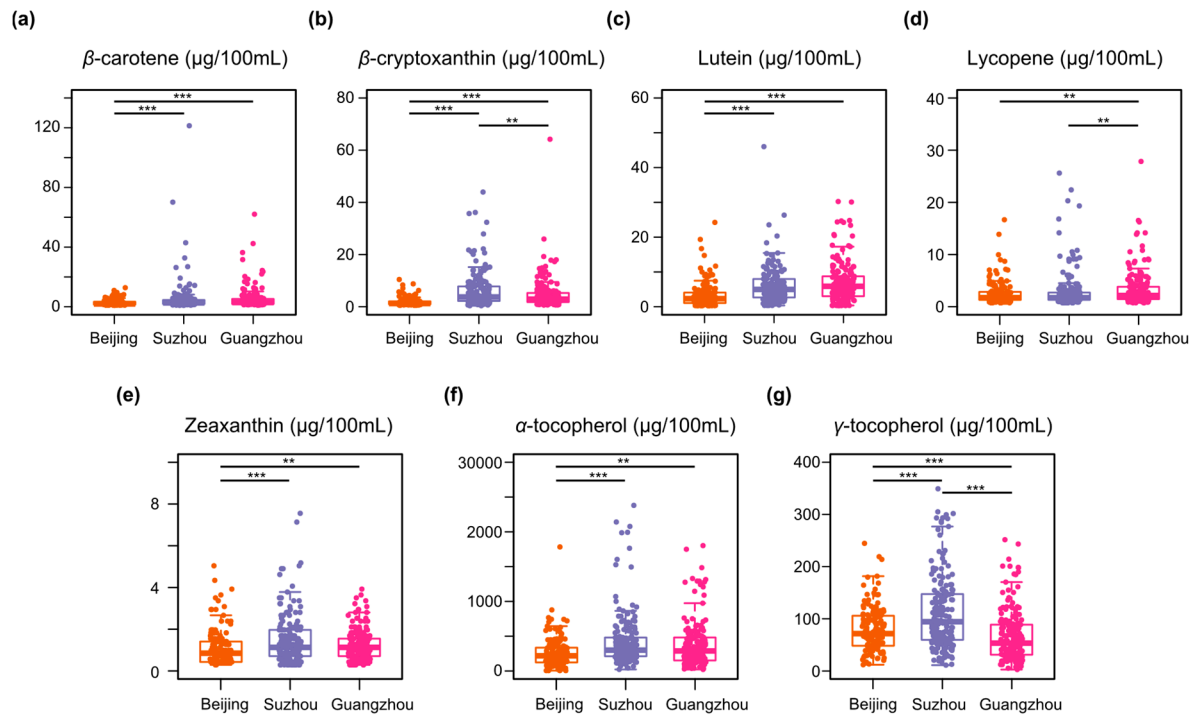 (a)
β-carotene (µg/100mL)
***
***
120
80
40
0
Beijing Suzhou Guangzhou
(b)
β-cryptoxanthin (µg/100mL)
***
***
**
80
60
40
20
0
Beijing Suzhou Guangzhou
(c)
Lutein (µg/100mL)
***
***
60
40
20
0
Beijing Suzhou Guangzhou
(d)
Lycopene (µg/100mL)
**
**
40
30
20
10
0
Beijing Suzhou Guangzhou
(e)
Zeaxanthin (µg/100mL)
**
***
8
4
0
Beijing Suzhou Guangzhou
(f)
α-tocopherol (µg/100mL)
**
***
30000
2000
1000
0
Beijing Suzhou Guangzhou
(g)
γ-tocopherol (µg/100mL)
***
***
***
400
300
200
100
0
Beijing Suzhou Guangzhou